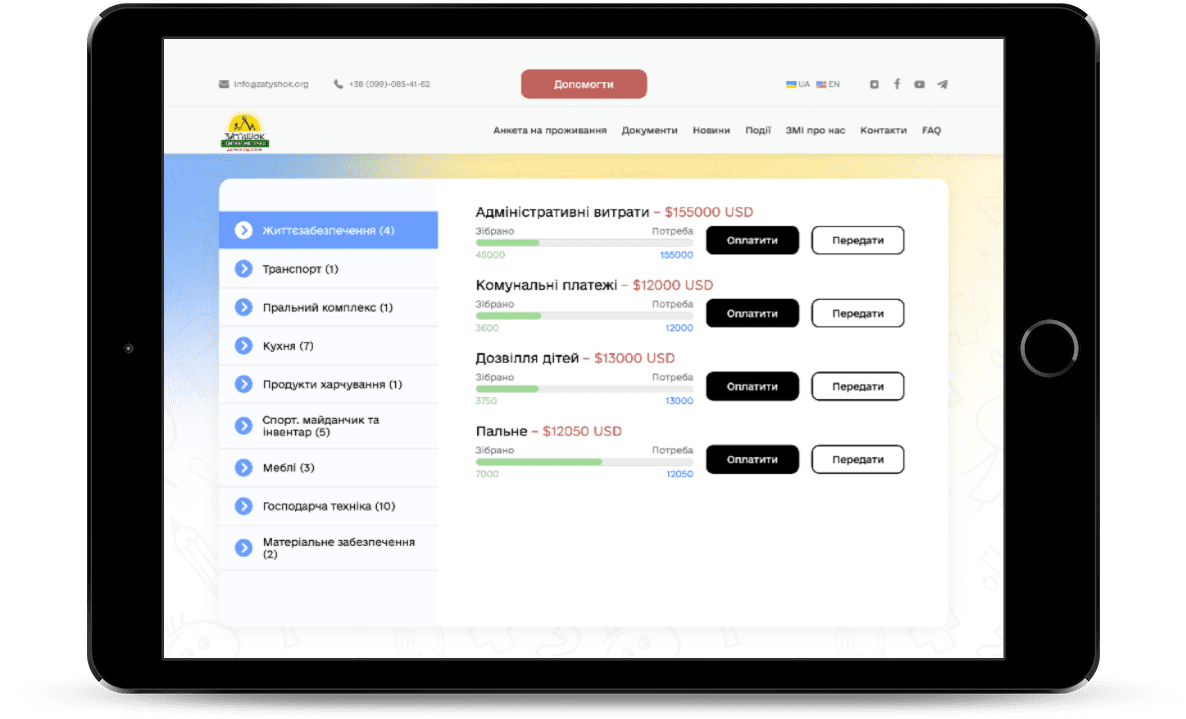 info@zatyshok.org
+38 (099)-085-41-62
Допомогти
UA
EN
ЗАТИШОК
Анкета на проживання
Документи
Новини
Події
ЗМІ про нас
Контакти
FAQ
Життєзабезпечення (4)
Транспорт (1)
Пральний комплекс (1)
Кухня (7)
Продукти харчування (1)
Спорт. майданчик та
інвентар (5)
Меблі (3)
Господарча техніка (10)
Матеріальне забезпечення
(2)
Адміністративні витрати – $155000 USD
Зібрано
Потреба
45000
155000
Оплатити
Передати
Комунальні платежі – $12000 USD
Зібрано
Потреба
3600
12000
Оплатити
Передати
Дозвілля дітей – $13000 USD
Зібрано
Потреба
3750
13000
Оплатити
Передати
Пальне – $12050 USD
Зібрано
Потреба
7000
12050
Оплатити
Передати